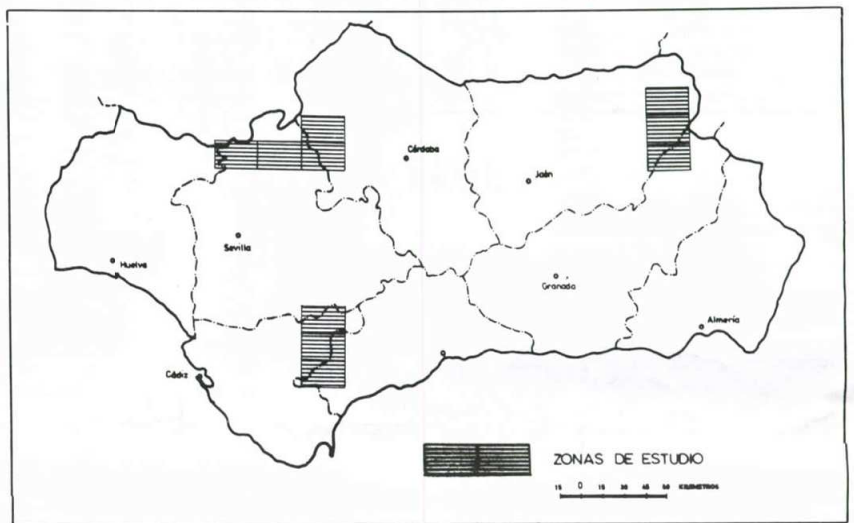 Córdoba
Jaén
Sevilla
Huelva
Granada
Almería
Cádiz
ZONAS DE ESTUDIO
15 0 15 30 45 60 KILOMETROS